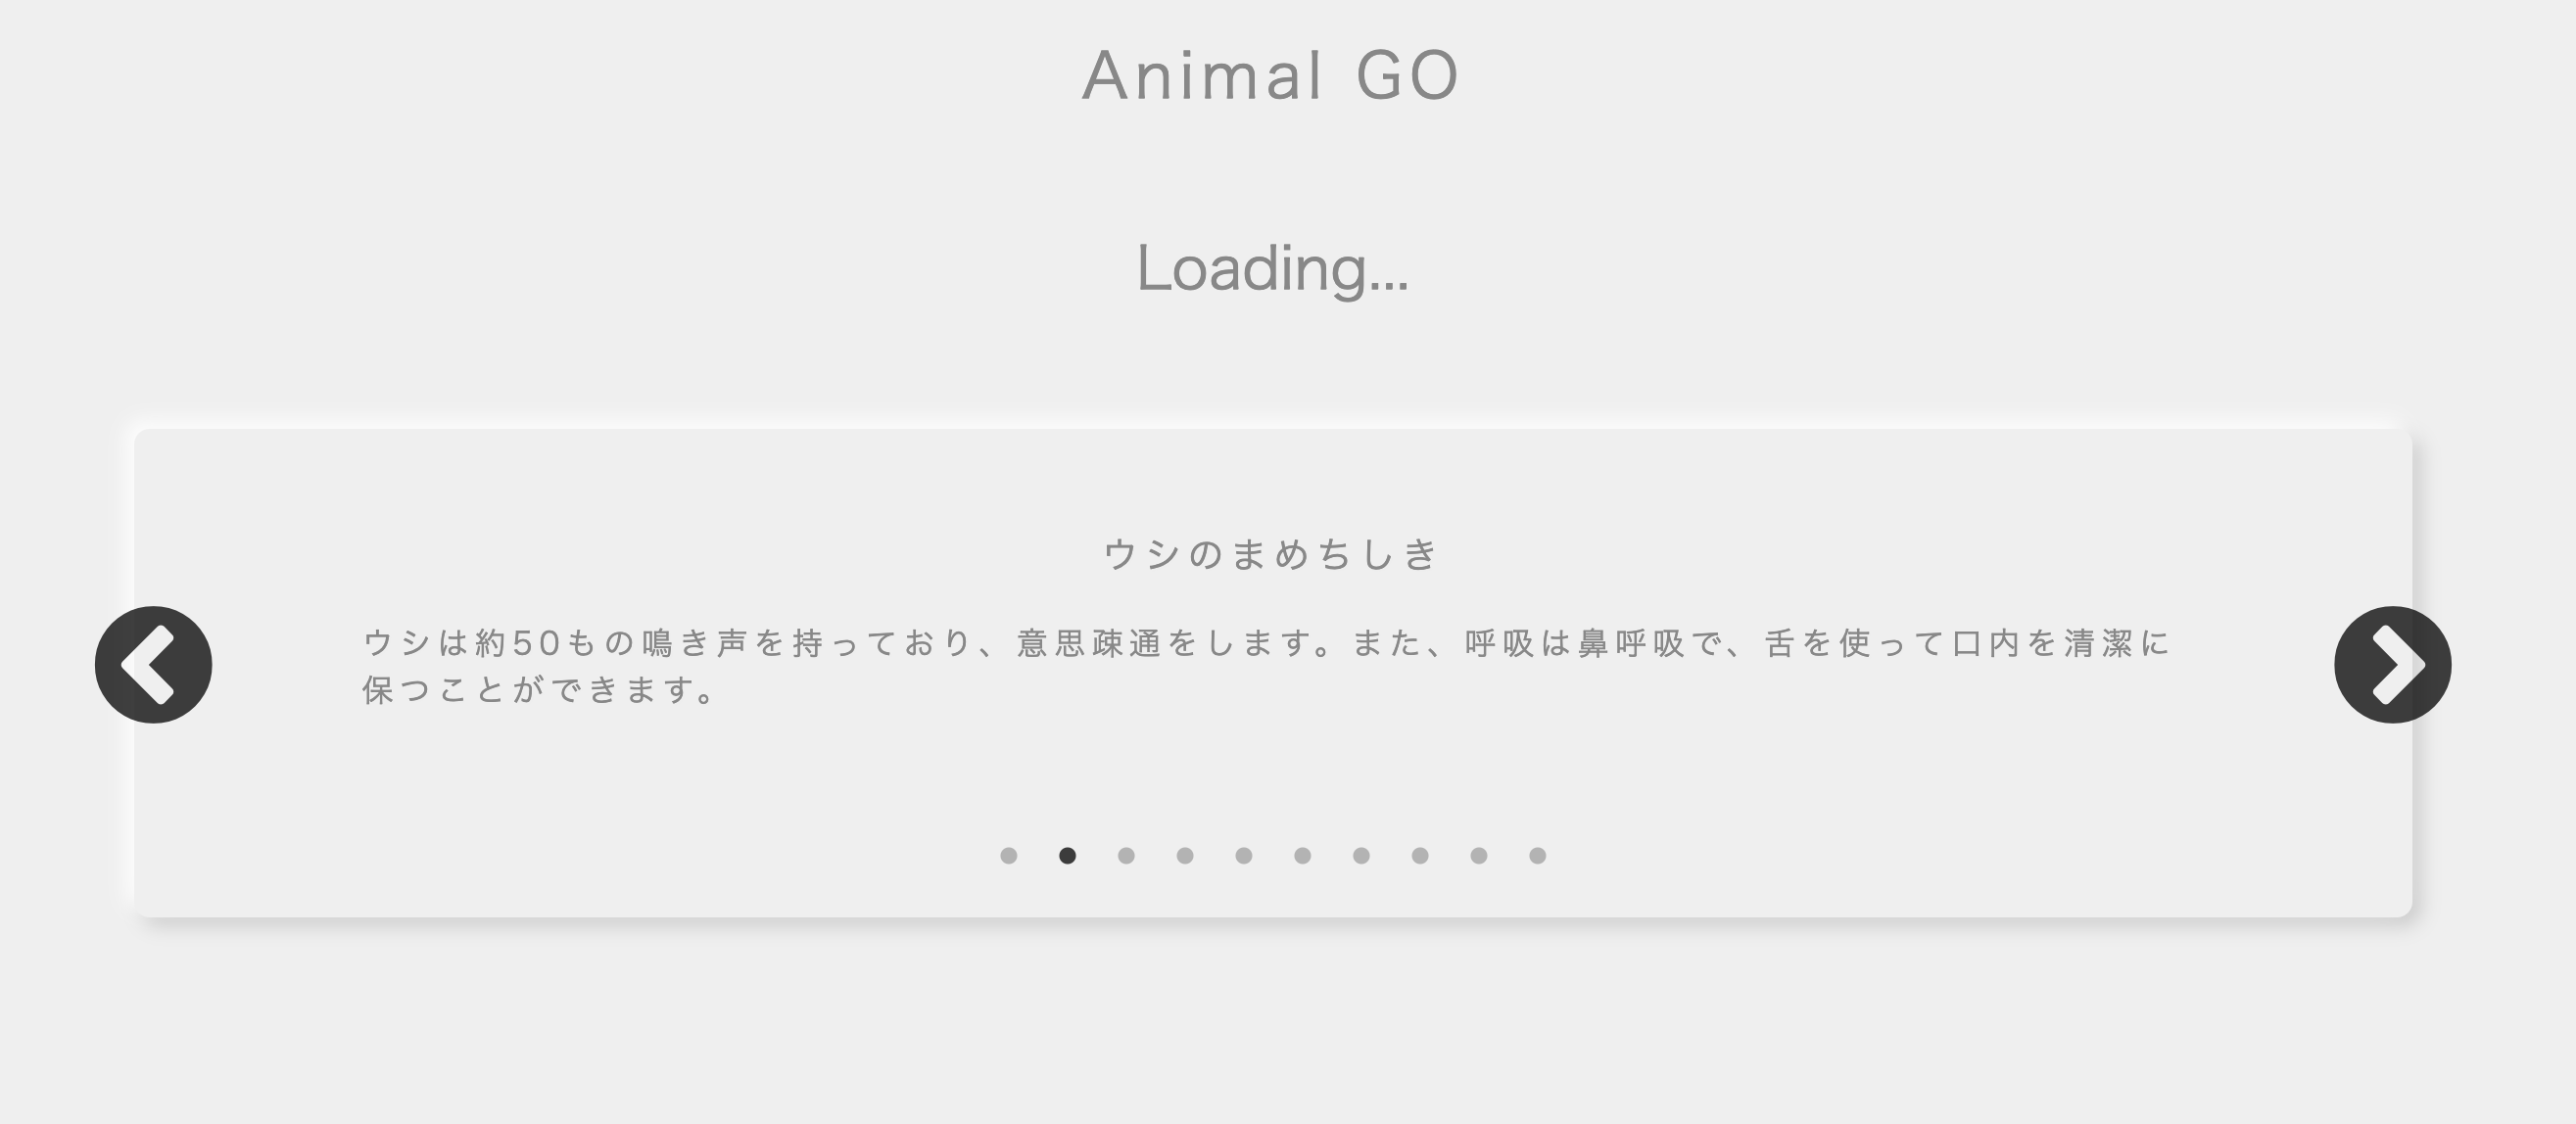 Animal GO
Loading...
ウシのまめちしき
ウシは約50もの鳴き声を持っており、意思疎通をします。また、呼吸は鼻呼吸で、舌を使って口内を清潔に
保つことができます。